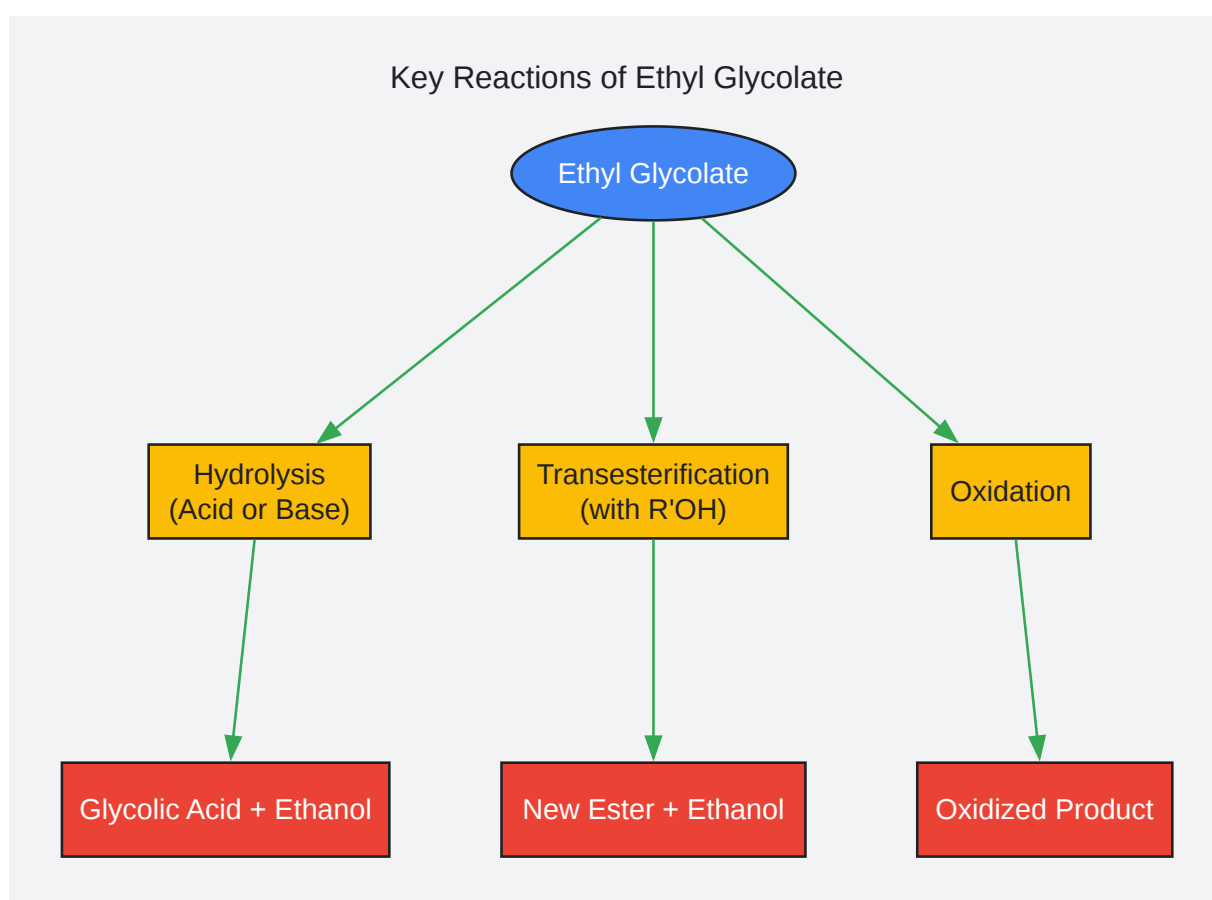 Key Reactions of Ethyl Glycolate
Ethyl Glycolate
Hydrolysis
(Acid or Base)
Transesterification
(with R'OH)
Oxidation
Glycolic Acid + Ethanol
New Ester + Ethanol
Oxidized Product